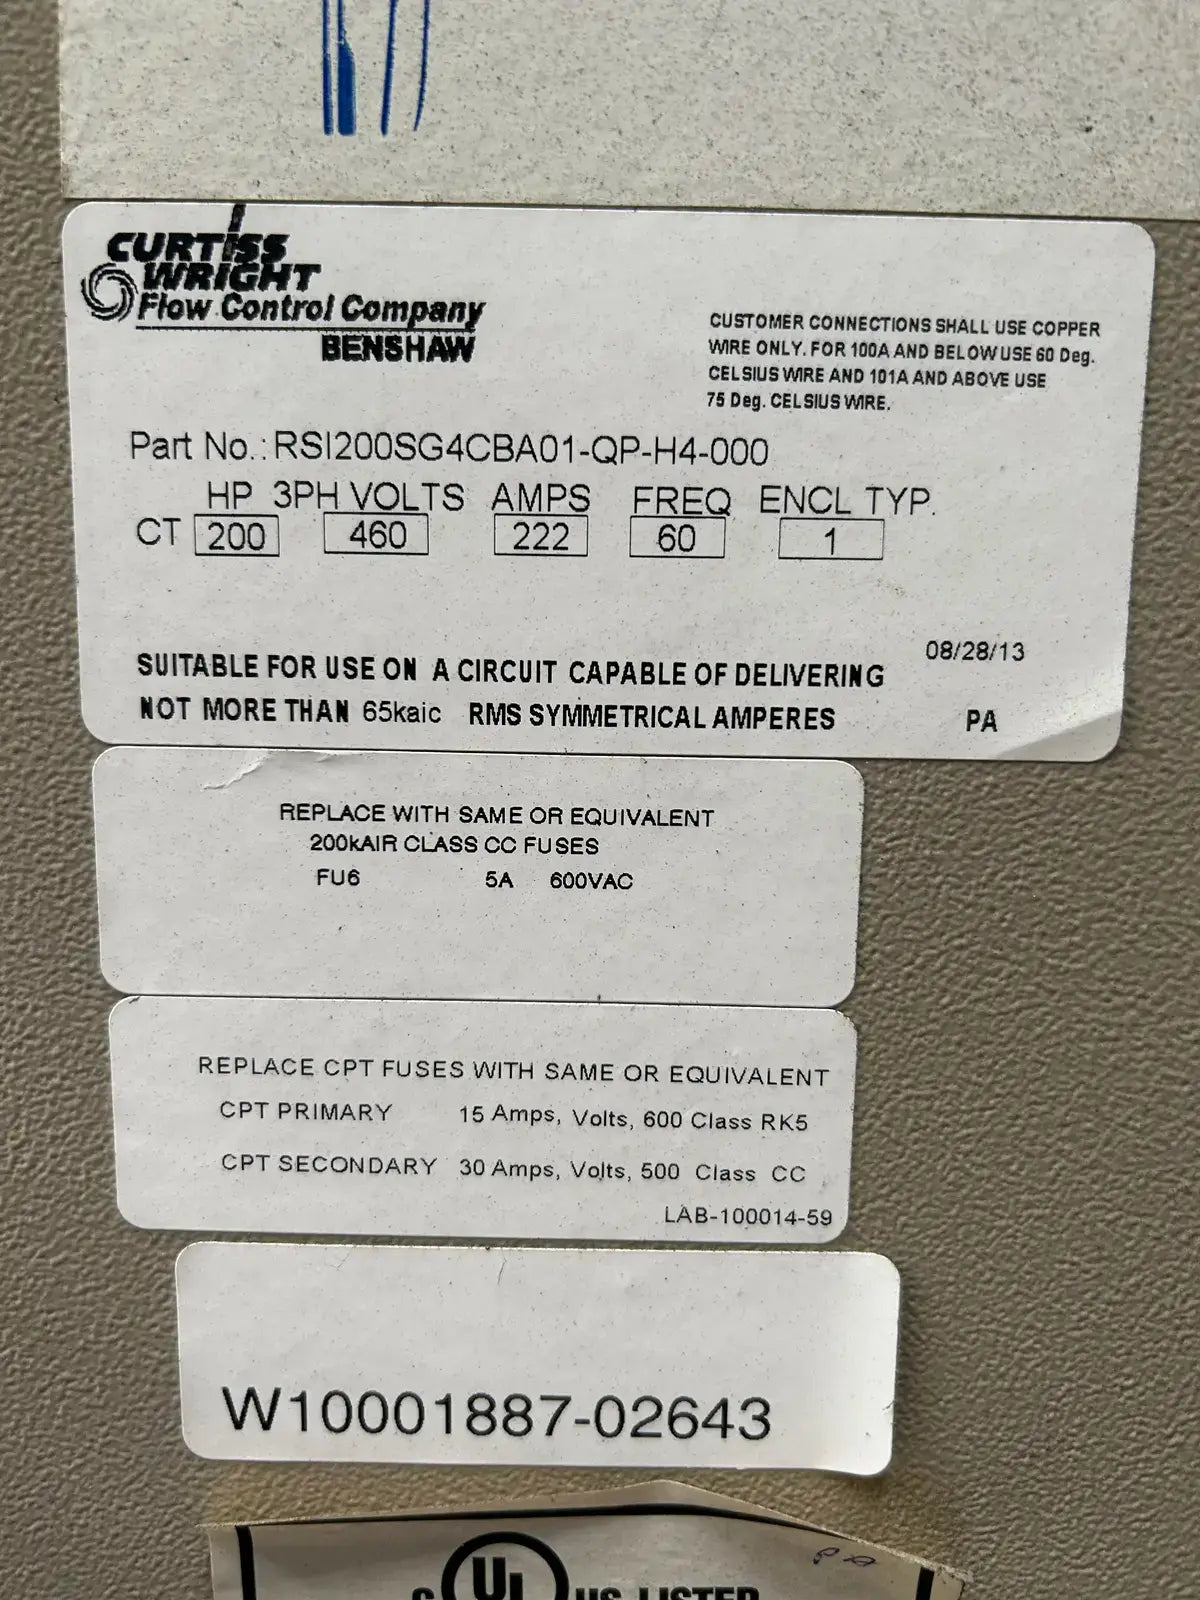 CURTISS
WRIGHT
Flow Control Company
BENSHAW
CUSTOMER CONNECTIONS SHALL USE COPPER
WIRE ONLY. FOR 100A AND BELOW USE 60 Deg.
CELSIUS WIRE AND 101A AND ABOVE USE
75 Deg. CELSIUS WIRE.
Part No.: RSI200SG4CBA01-QP-H4-000
HP 3PH VOLTS AMPS FREQ ENCL TYP.
CT 200 460 222 60 1
08/28/13
SUITABLE FOR USE ON A CIRCUIT CAPABLE OF DELIVERING
NOT MORE THAN 65kaic RMS SYMMETRICAL AMPERES
PA
REPLACE WITH SAME OR EQUIVALENT
200kAIR CLASS CC FUSES
FU6 5A 600VAC
REPLACE CPT FUSES WITH SAME OR EQUIVALENT
CPT PRIMARY 15 Amps, Volts, 600 Class RK5
CPT SECONDARY 30 Amps, Volts, 500 Class CC
LAB-100014-59
W10001887-02643
C UL US LISTED